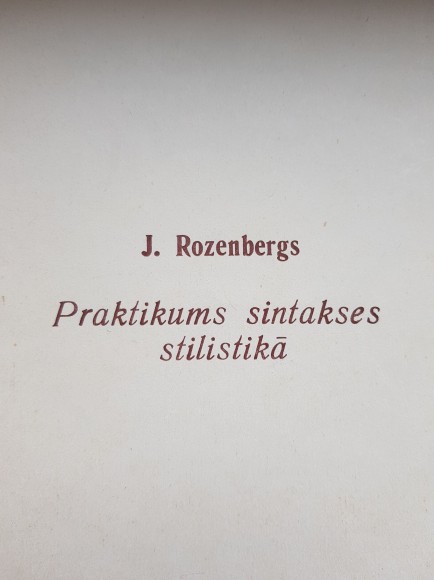 J. Rozenbergs
Praktikums sintakses
stilistikā